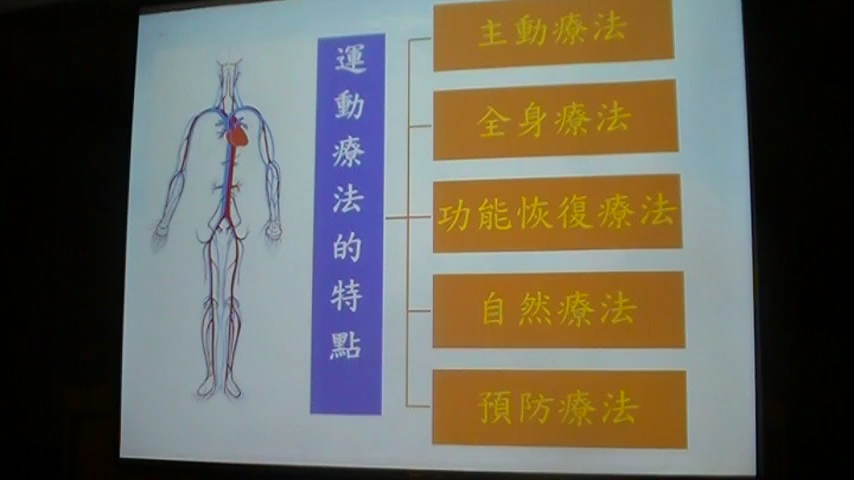 運動療法的特點
主動療法
全身療法
功能恢復療法
自然療法
預防療法